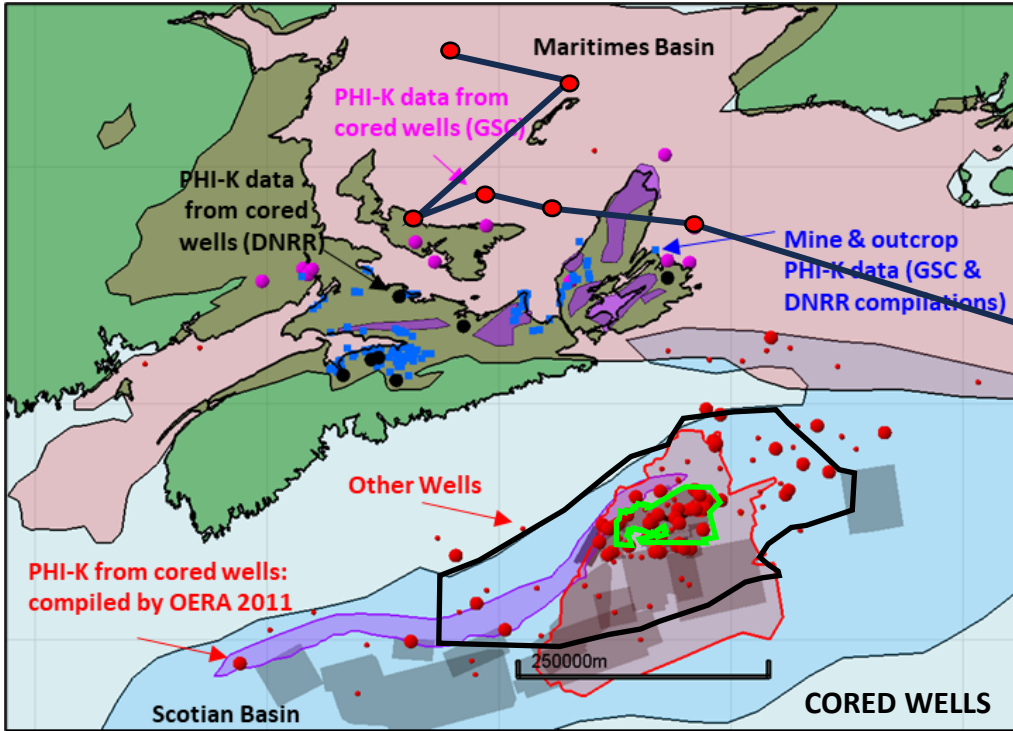 Maritimes Basin
PHI-K data from
cored wells (GSC)
PHI-K data
from cored
wells (DNRR)
Mine & outcrop
PHI-K data (GSC &
DNRR compilations)
Other Wells
PHI-K from cored wells:
compiled by OERA 2011
250000m
Scotian Basin
CORED WELLS